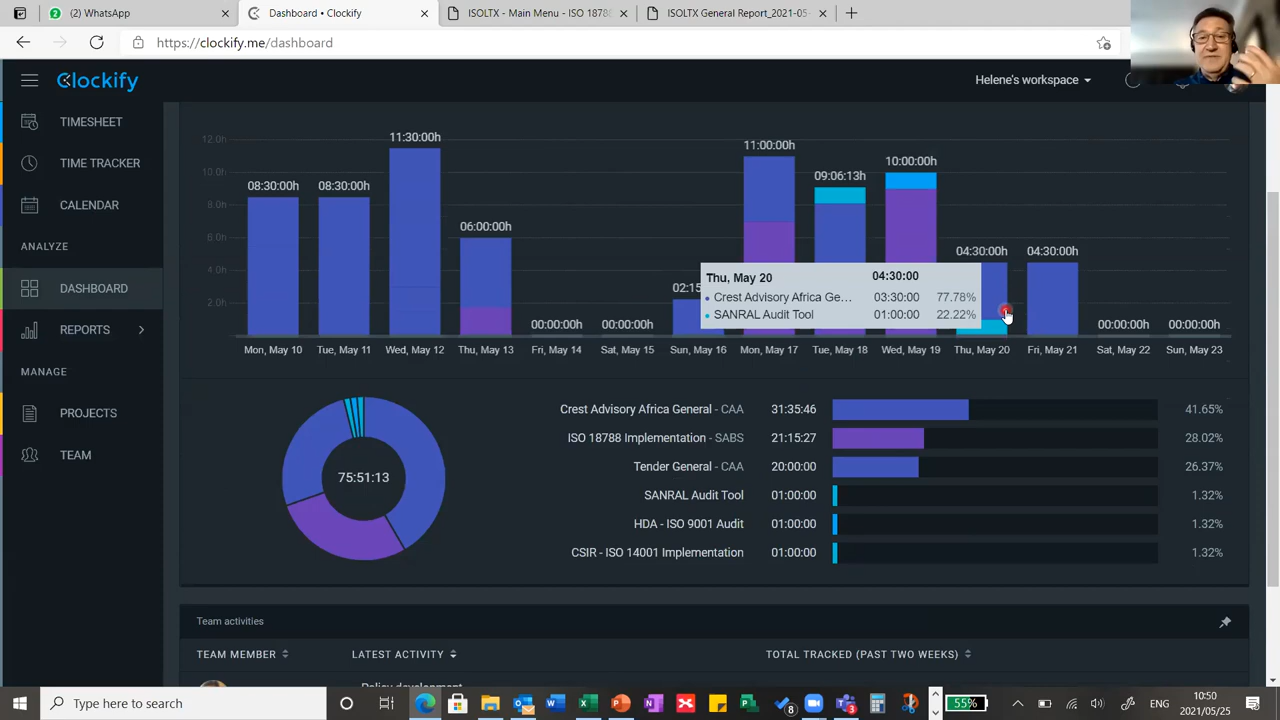 (2) WhatsApp
Dashboard • Clockify
ISOLTX - Main Menu - ISO 18788
ISOLTX General Report_2021-05-
https://clockify.me/dashboard
Clockify
Helene's workspace
TIMESHEET
TIME TRACKER
CALENDAR
ANALYZE
DASHBOARD
REPORTS
MANAGE
PROJECTS
TEAM
12.0h
10.0h
8.0h
6.0h
4.0h
2.0h
08:30:00h
08:30:00h
11:30:00h
06:00:00h
00:00:00h
00:00:00h
02:15
11:00:00h
09:06:13h
10:00:00h
04:30:00h
04:30:00h
00:00:00h
00:00:00h
Thu, May 20 04:30:00
Crest Advisory Africa Ge... 03:30:00 77.78%
SANRAL Audit Tool 01:00:00 22.22%
Mon, May 10
Tue, May 11
Wed, May 12
Thu, May 13
Fri, May 14
Sat, May 15
Sun, May 16
Mon, May 17
Tue, May 18
Wed, May 19
Thu, May 20
Fri, May 21
Sat, May 22
Sun, May 23
75:51:13
Crest Advisory Africa General - CAA 31:35:46 41.65%
ISO 18788 Implementation - SABS 21:15:27 28.02%
Tender General - CAA 20:00:00 26.37%
SANRAL Audit Tool 01:00:00 1.32%
HDA - ISO 9001 Audit 01:00:00 1.32%
CSIR - ISO 14001 Implementation 01:00:00 1.32%
Team activities
TEAM MEMBER LATEST ACTIVITY TOTAL TRACKED (PAST TWO WEEKS)
Policy development
Type here to search
8
3
55%
ENG
10:50
2021/05/25